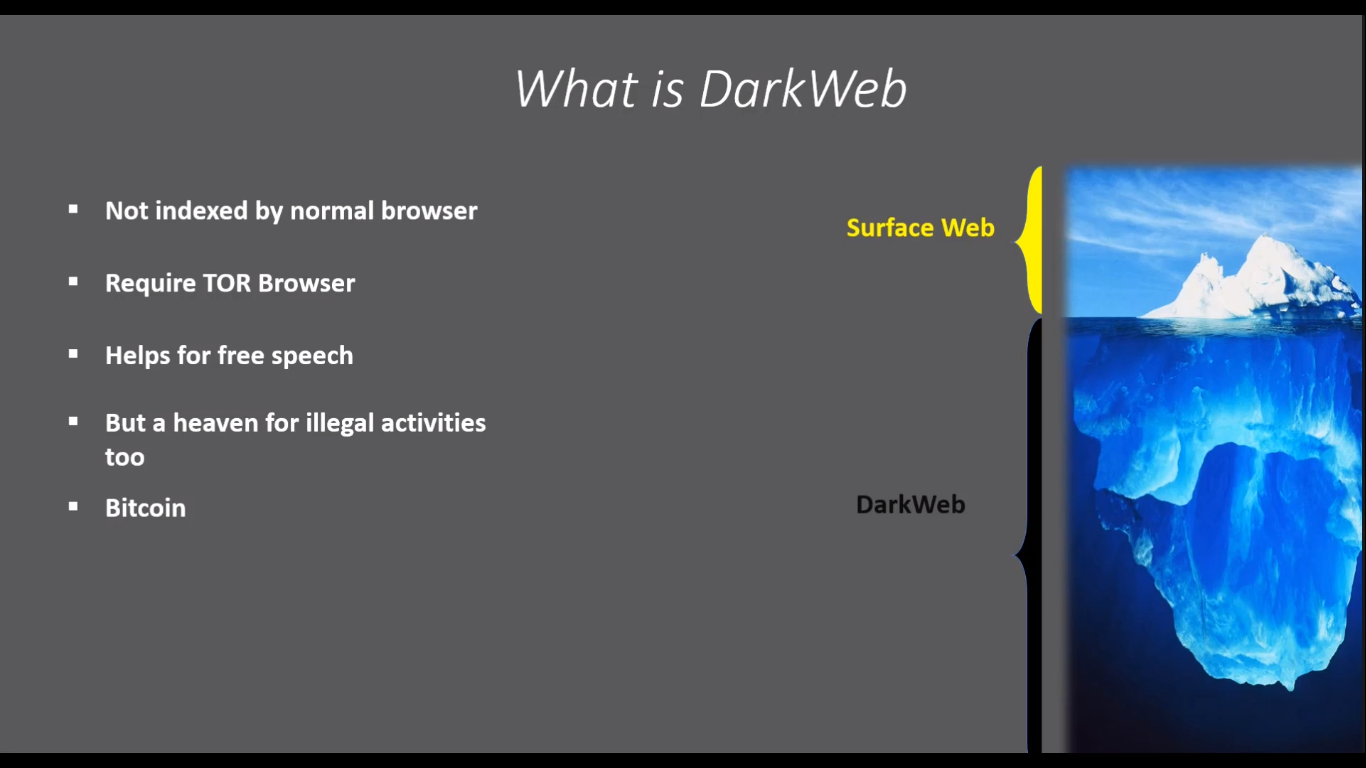 What is DarkWeb
Not indexed by normal browser
Require TOR Browser
Helps for free speech
But a heaven for illegal activities
too
Bitcoin
Surface Web
DarkWeb